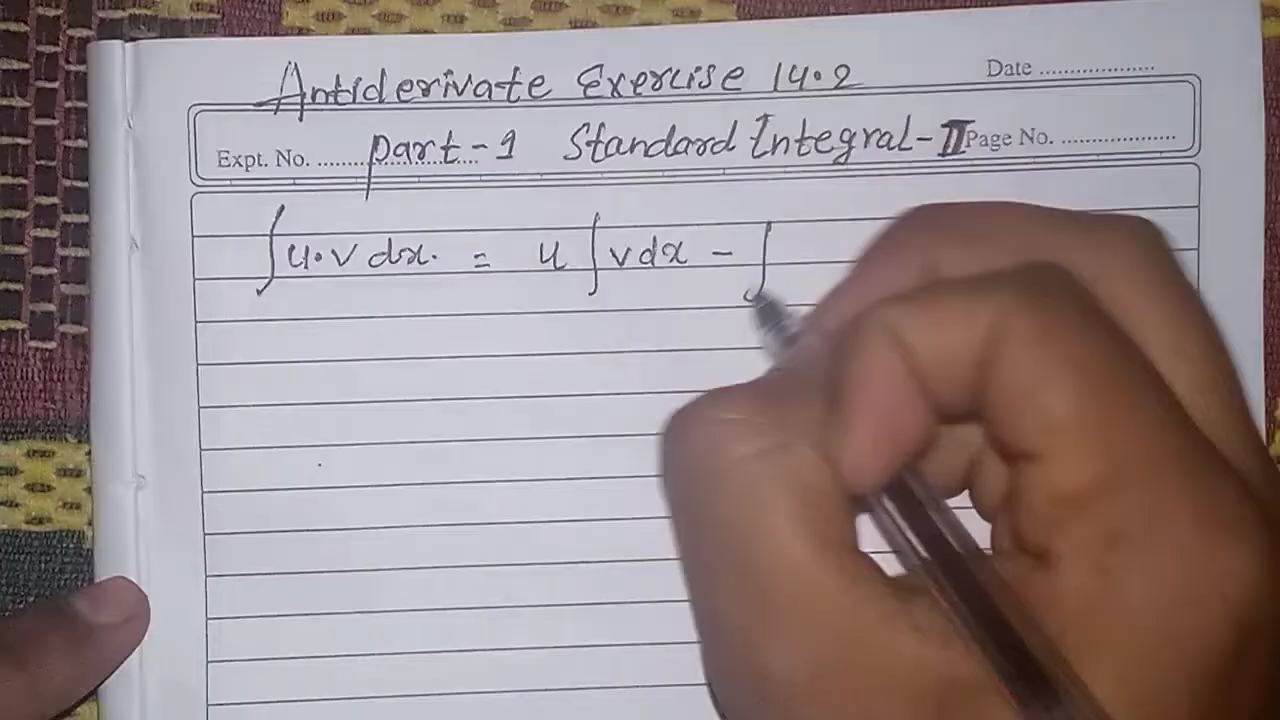 Antiderivate Exercise 14.2
Date ..................
Expt. No. ........ part-1 Standard Integral-II Page No. ..................
∫u.v dx. = u ∫v dx - ∫